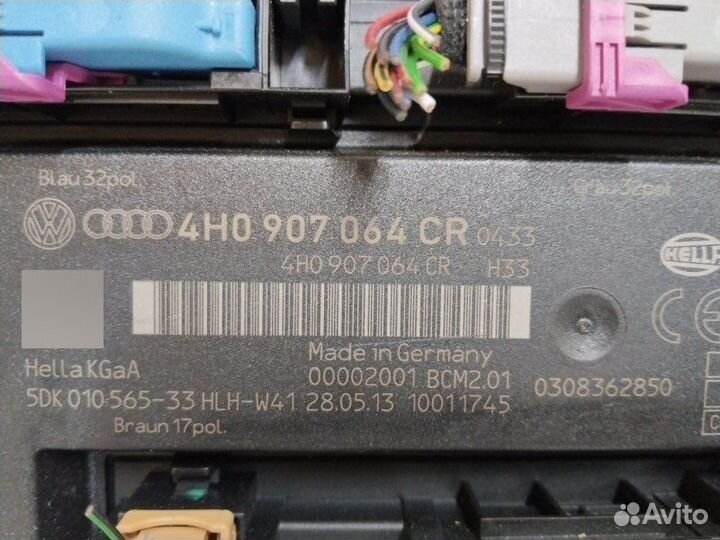 Blau 32pol.
Grau 32pol.
4H0 907 064 CR 0433
4H0 907 064 CR H33
HELLA
Made in Germany
Hella KGaA
00002001 BCM2.01
0308362850
5DK 010 565-33 HLH-W41 28.05.13 10011745
Braun 17pol.
Avito